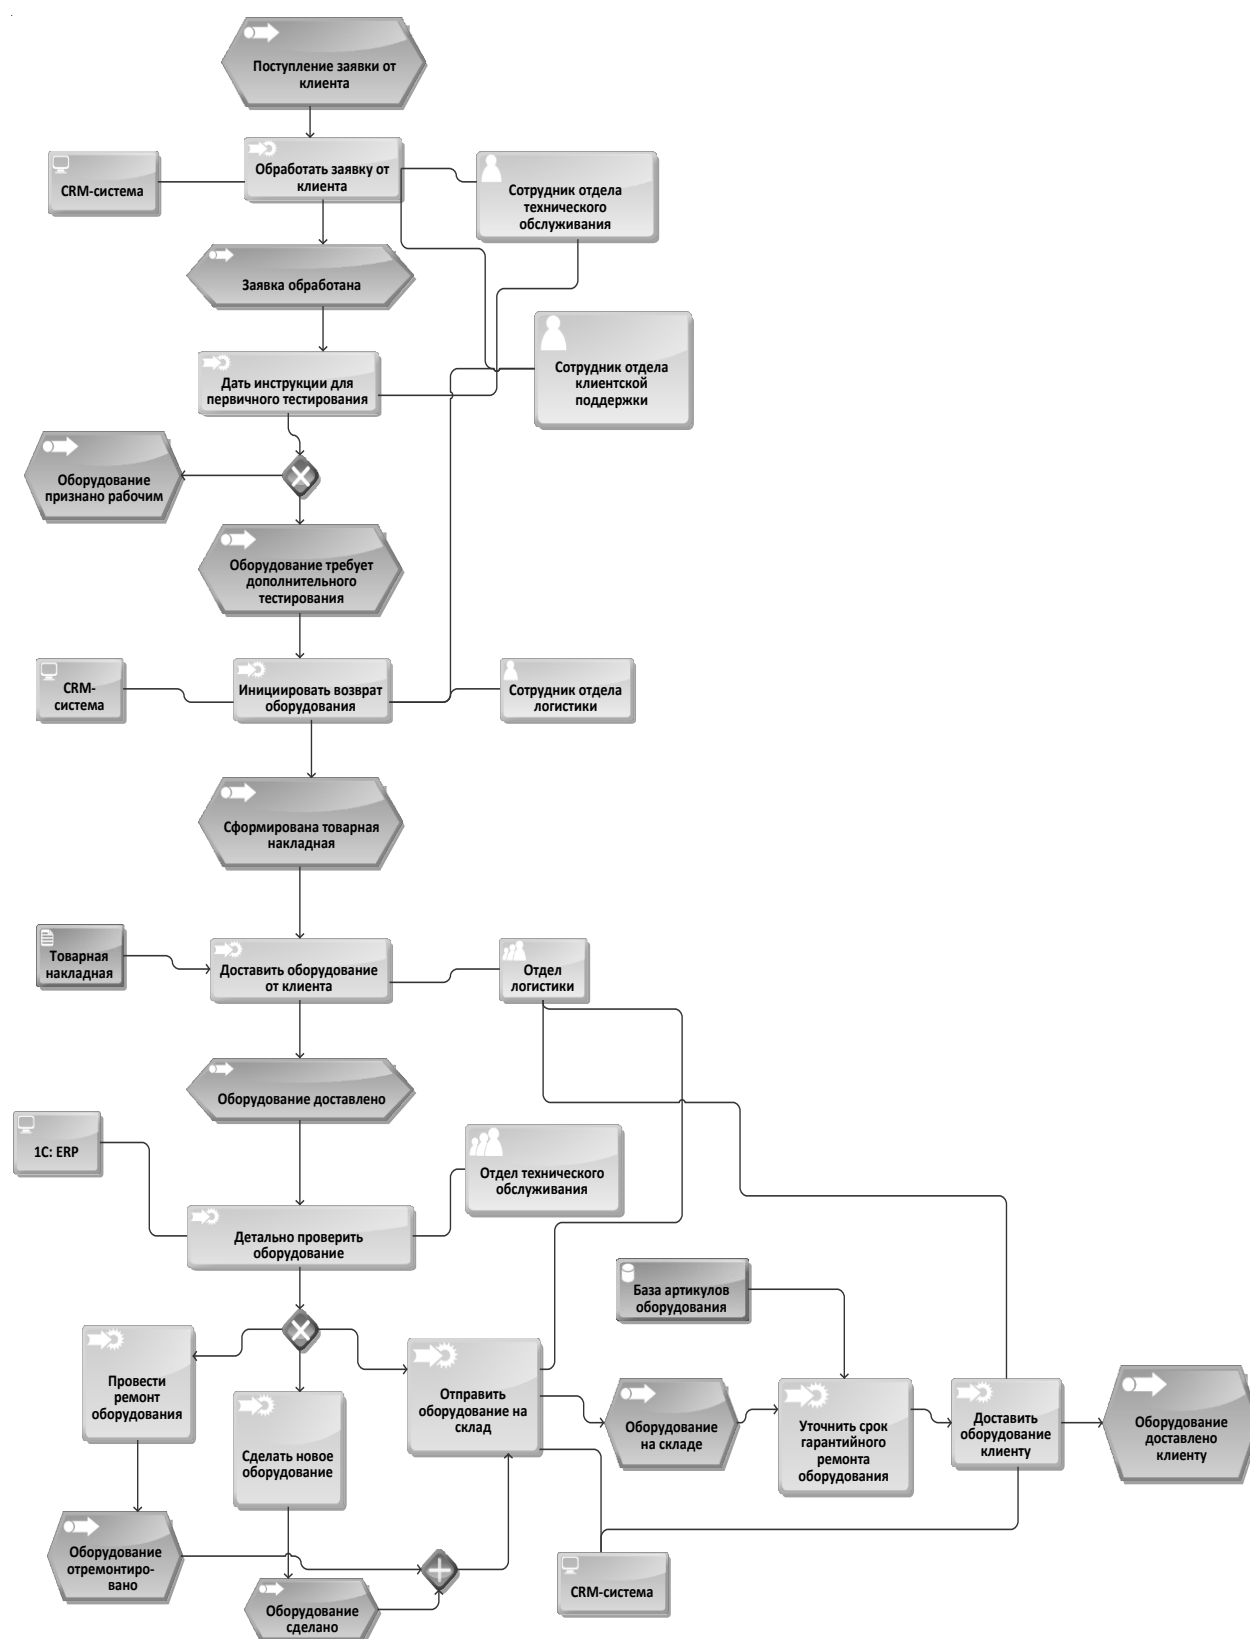 Поступление заявки от
клиента
CRM-система
Обработать заявку от
клиента
Сотрудник отдела
технического
обслуживания
Заявка обработана
Дать инструкции для
первичного тестирования
Сотрудник отдела
клиентской
поддержки
Оборудование
признано рабочим
Оборудование требует
дополнительного
тестирования
CRM-
система
Инициировать возврат
оборудования
Сотрудник отдела
логистики
Сформирована товарная
накладная
Товарная
накладная
Доставить оборудование
от клиента
Отдел
логистики
Оборудование доставлено
1С: ERP
Отдел технического
обслуживания
Детально проверить
оборудование
База артикулов
оборудования
Провести
ремонт
оборудования
Сделать новое
оборудование
Отправить
оборудование на
склад
Оборудование
на складе
Уточнить срок
гарантийного
ремонта
оборудования
Доставить
оборудование
клиенту
Оборудование
доставлено
клиенту
Оборудование
отремонтиро-
вано
Оборудование
сделано
CRM-система